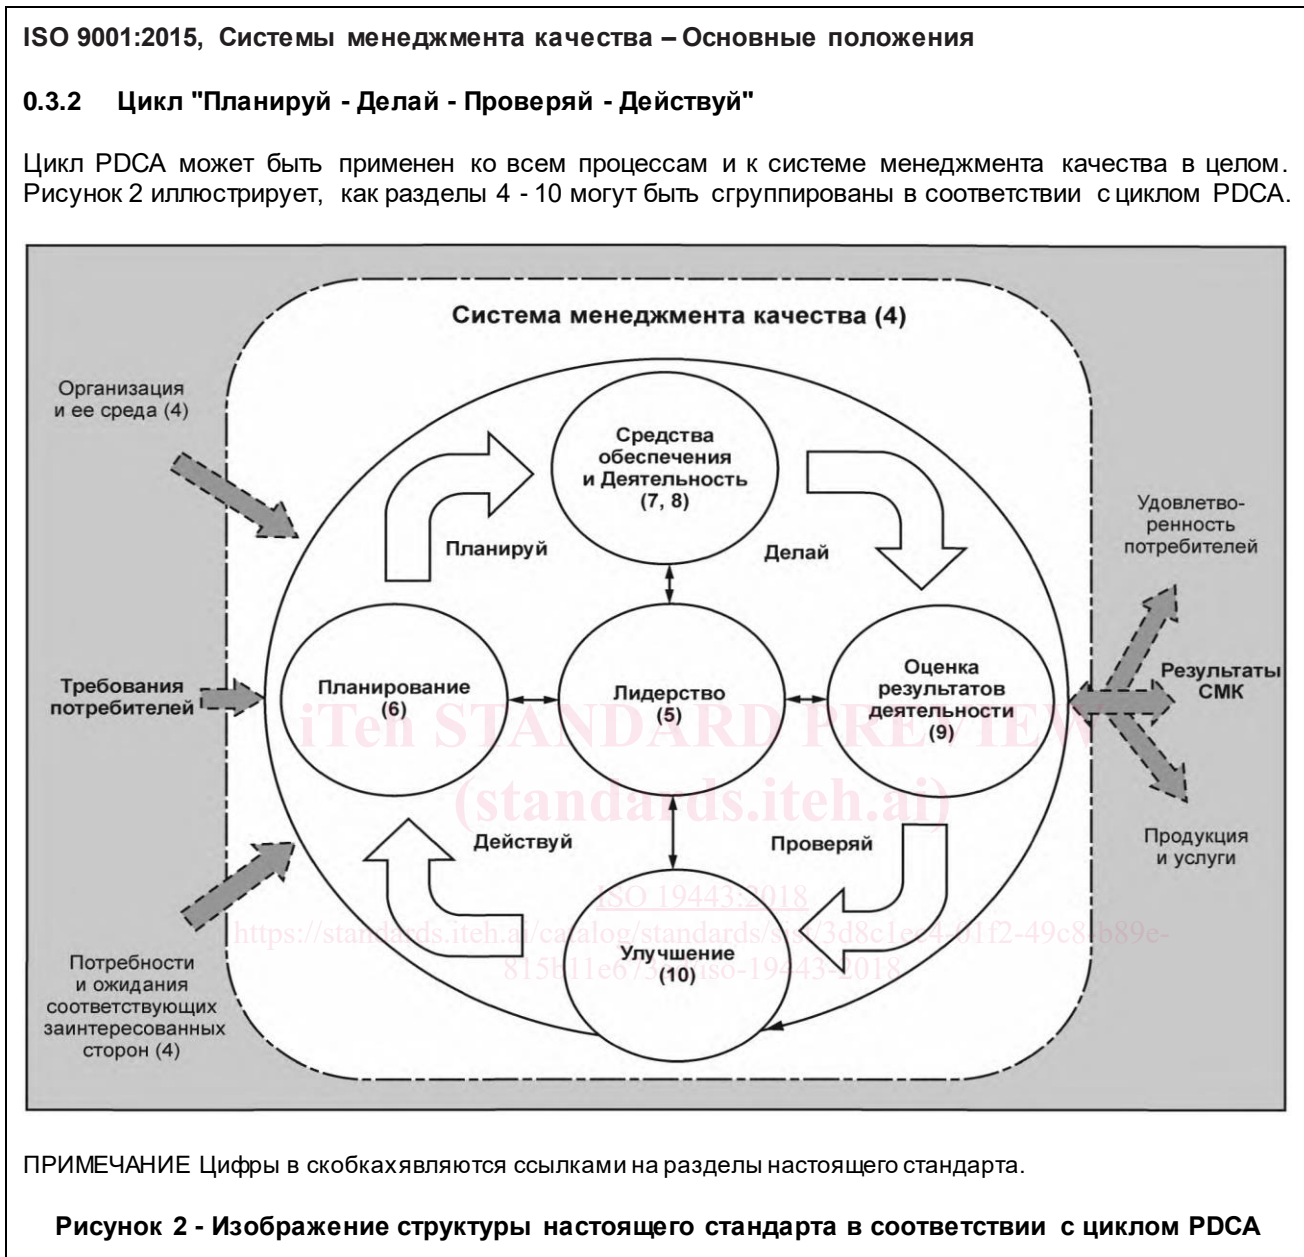 ISO 9001:2015, Системы менеджмента качества – Основные положения
0.3.2 Цикл "Планируй - Делай - Проверяй - Действуй"
Цикл PDCA может быть применен ко всем процессам и к системе менеджмента качества в целом.
Рисунок 2 иллюстрирует, как разделы 4 - 10 могут быть сгруппированы в соответствии с циклом PDCA.
Система менеджмента качества (4)
Организация
и ее среда (4)
Средства
обеспечения
и Деятельность
(7, 8)
Планируй
Делай
Удовлетво-
ренность
потребителей
Требования
потребителей
Планирование
(6)
Лидерство
(5)
Оценка
результатов
деятельности
(9)
Результаты
СМК
iTeh STANDARD PREVIEW
(standards.iteh.ai)
Действуй
Проверяй
Продукция
и услуги
ISO 19443:2018
Улучшение
(10)
Потребности
и ожидания
соответствующих
заинтересованных
сторон (4)
ПРИМЕЧАНИЕ Цифры в скобках являются ссылками на разделы настоящего стандарта.
Рисунок 2 - Изображение структуры настоящего стандарта в соответствии с циклом PDCA